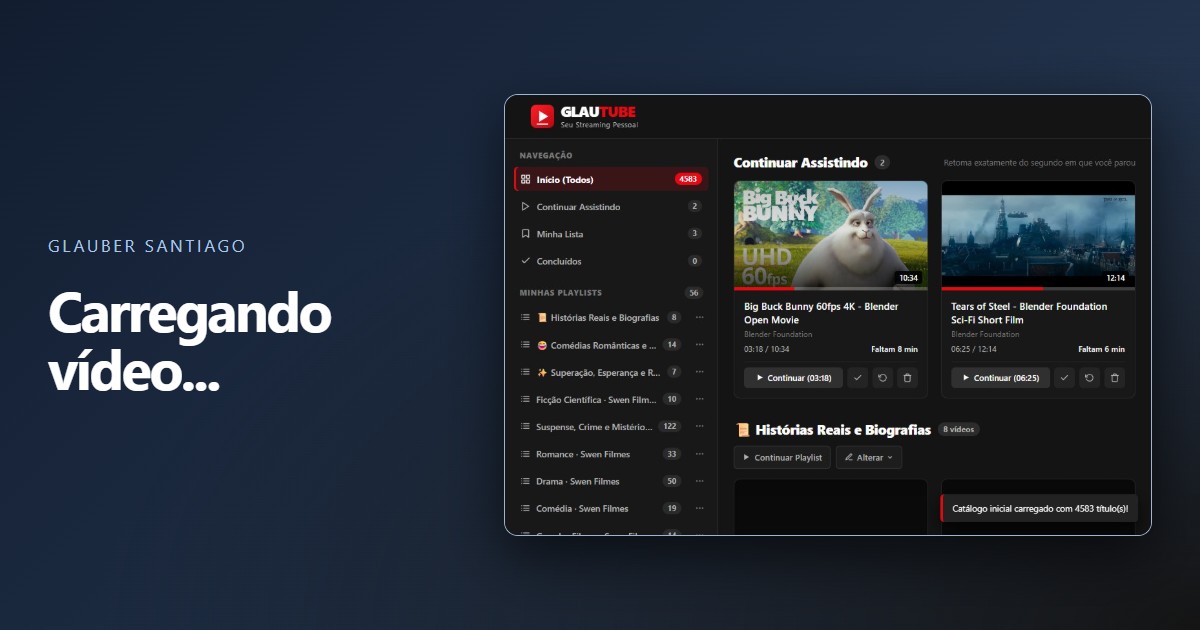 GLAUBER SANTIAGO
Carregando
vídeo...
GLAUTUBE
Seu Streaming Pessoal
NAVEGAÇÃO
Início (Todos) 4583
Continuar Assistindo 2
Minha Lista 3
Concluídos 0
MINHAS PLAYLISTS 56
Histórias Reais e Biografias 8
Comédias Românticas e ... 14
Superação, Esperança e R... 7
Ficção Científica · Swen Film... 10
Suspense, Crime e Mistério... 122
Romance · Swen Filmes 33
Drama · Swen Filmes 50
Comédia · Swen Filmes 19
Continuar Assistindo 2
Retoma exatamente do segundo em que você parou
Big Buck
BUNNY
UHD
60fps
10:34
Big Buck Bunny 60fps 4K - Blender
Open Movie
Blender Foundation
03:18 / 10:34 Faltam 8 min
Continuar (03:18)
12:14
Tears of Steel - Blender Foundation
Sci-Fi Short Film
Blender Foundation
06:25 / 12:14 Faltam 6 min
Continuar (06:25)
Histórias Reais e Biografias 8 vídeos
Continuar Playlist Alterar
Catálogo inicial carregado com 4583 título(s)!